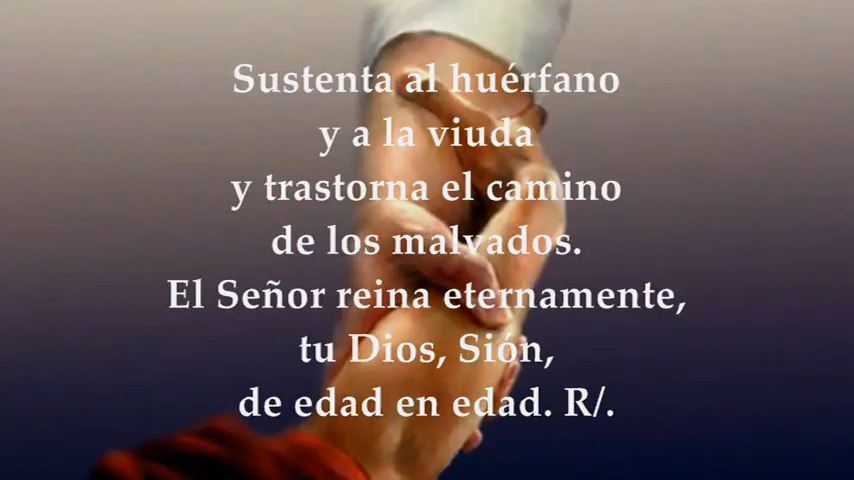 Sustenta al huérfano
y a la viuda
y trastorna el camino
de los malvados.
El Señor reina eternamente,
tu Dios, Sión,
de edad en edad. R/.